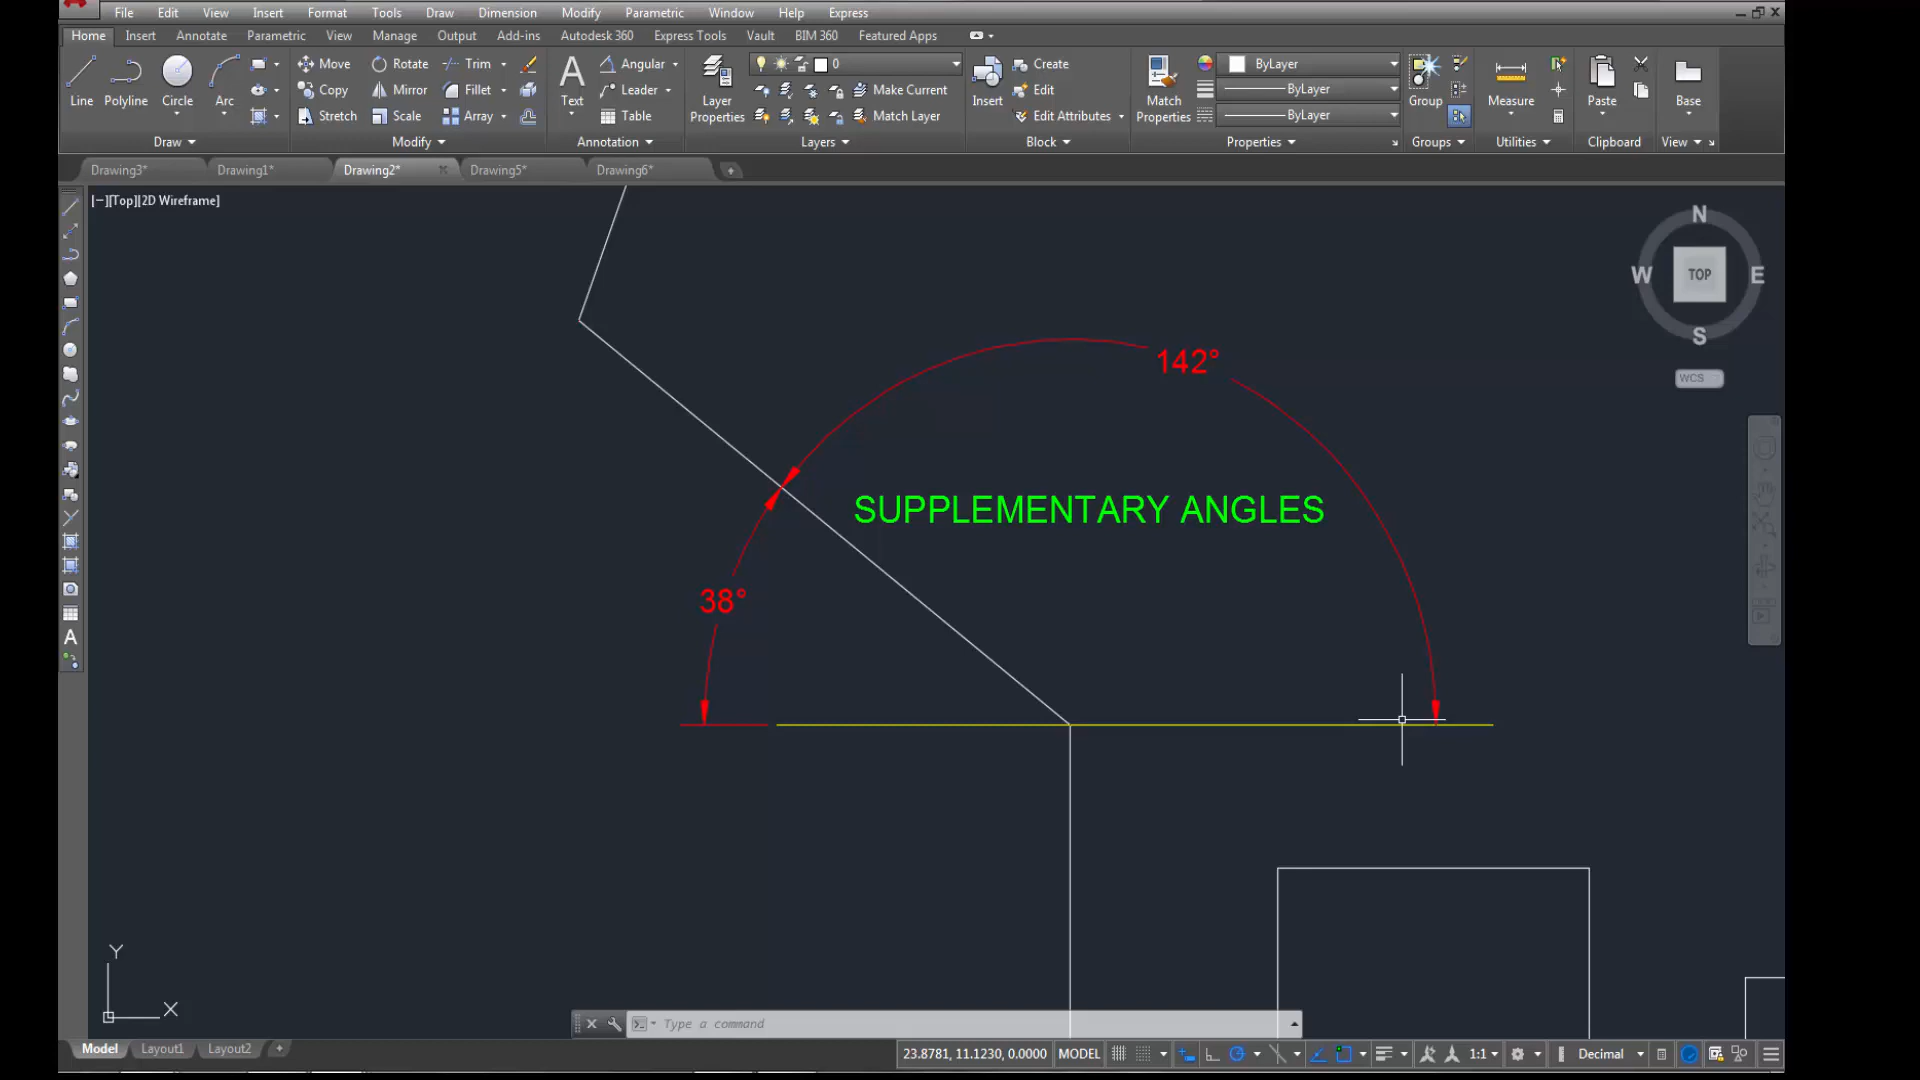 File Edit View Insert Format Tools Draw Dimension Modify Parametric Window Help Express
Home Insert Annotate Parametric View Manage Output Add-ins Autodesk 360 Express Tools Vault BIM 360 Featured Apps
Move Rotate Trim Angular 0 Create ByLayer
Copy Mirror Fillet Leader Make Current Edit ByLayer
Stretch Scale Array Table Match Layer Edit Attributes ByLayer
Line Polyline Circle Arc Text Layer Properties Insert Match Properties Group Measure Paste Base
Draw Modify Annotation Layers Block Properties Groups Utilities Clipboard View
Drawing3* Drawing1* Drawing2* Drawing5* Drawing6*
[−][Top][2D Wireframe]
N
W TOP E
S
WCS
142°
SUPPLEMENTARY ANGLES
38°
A
Y
X
Type a command
Model Layout1 Layout2 +
23.8781, 11.1230, 0.0000 MODEL 1:1 Decimal